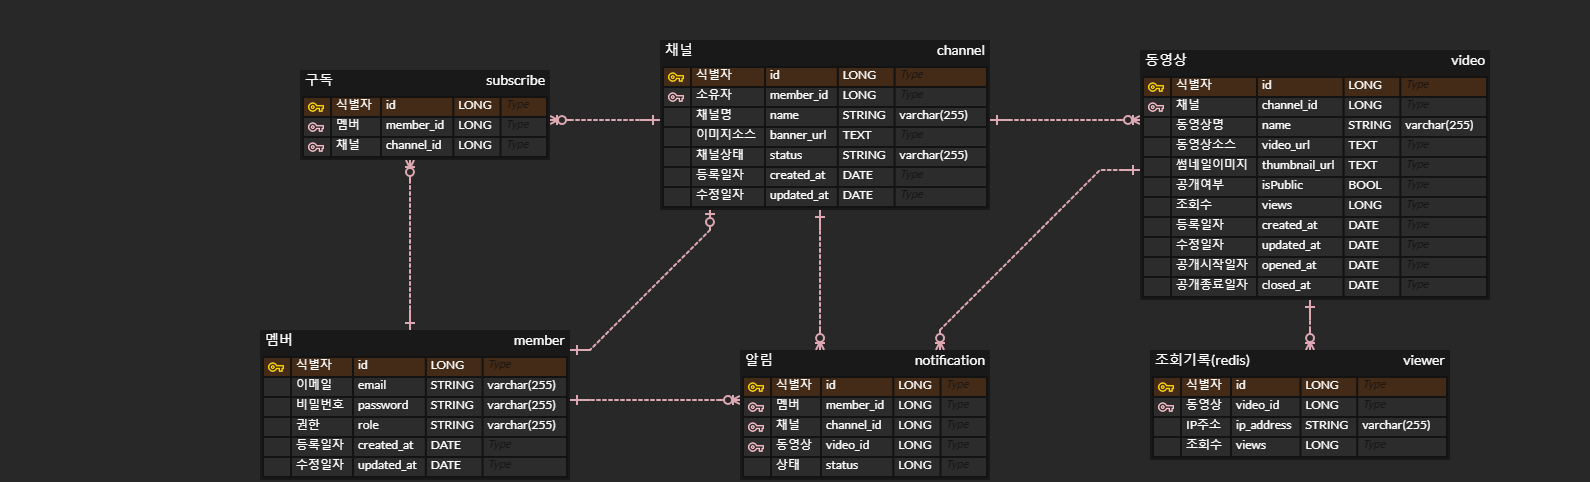 구독 subscribe
식별자 id LONG Type
멤버 member_id LONG Type
채널 channel_id LONG Type
채널 channel
식별자 id LONG Type
소유자 member_id LONG Type
채널명 name STRING varchar(255)
이미지소스 banner_url TEXT Type
채널상태 status STRING varchar(255)
등록일자 created_at DATE Type
수정일자 updated_at DATE Type
동영상 video
식별자 id LONG Type
채널 channel_id LONG Type
동영상명 name STRING varchar(255)
동영상소스 video_url TEXT Type
썸네일이미지 thumbnail_url TEXT Type
공개여부 isPublic BOOL Type
조회수 views LONG Type
등록일자 created_at DATE Type
수정일자 updated_at DATE Type
공개시작일자 opened_at DATE Type
공개종료일자 closed_at DATE Type
멤버 member
식별자 id LONG Type
이메일 email STRING varchar(255)
비밀번호 password STRING varchar(255)
권한 role STRING varchar(255)
등록일자 created_at DATE Type
수정일자 updated_at DATE Type
알림 notification
식별자 id LONG Type
멤버 member_id LONG Type
채널 channel_id LONG Type
동영상 video_id LONG Type
상태 status LONG Type
조회기록(redis) viewer
식별자 id LONG Type
동영상 video_id LONG Type
IP주소 ip_address STRING varchar(255)
조회수 views LONG Type